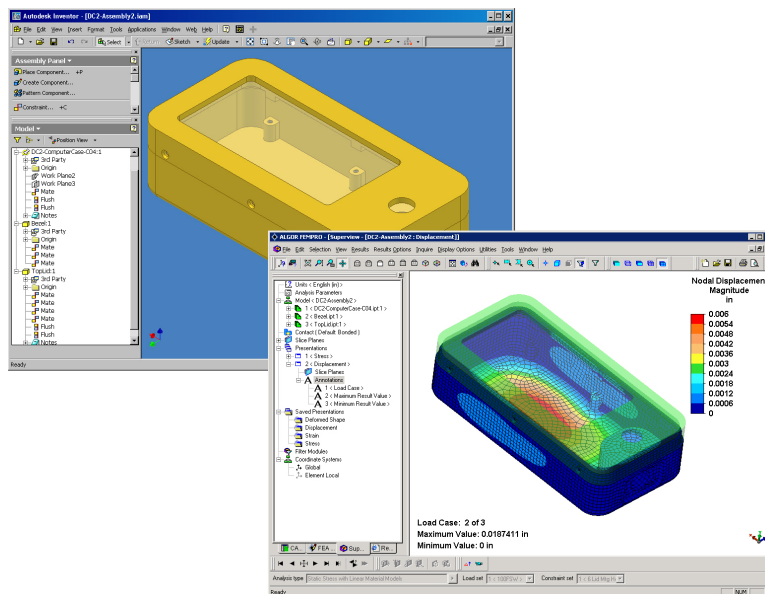 Autodesk Inventor - [DC2-Assembly2.iam]
File Edit View Insert Format Tools Applications Window Web Help
Select Return Sketch Update
Assembly Panel
Place Component... +P
Create Component...
Pattern Component...
Constraint... +C
Model
Position View
DC2-ComputerCase-C04:1
3rd Party
Origin
Work Plane2
Work Plane3
Mate
Flush
Flush
Notes
Bezel:1
3rd Party
Origin
Mate
Mate
Flush
Notes
TopLid:1
3rd Party
Origin
Mate
Mate
Mate
Mate
Flush
Flush
Notes
Ready
ALGOR FEMPRO - [Superview - [DC2-Assembly2 : Displacement]]
File Edit Selection View Results Results Options Inquire Display Options Utilities Tools Window Help
Units < English (in) >
Analysis Parameters
Model < DC2-Assembly2 >
1 < DC2-ComputerCase-C04.ipt:1 >
2 < Bezel.ipt:1 >
3 < TopLid.ipt:1 >
Contact ( Default: Bonded )
Slice Planes
Presentations
1 < Stress >
2 < Displacement >
Slice Planes
Annotations
1 < Load Case >
2 < Maximum Result Value >
3 < Minimum Result Value >
Saved Presentations
Deformed Shape
Displacement
Strain
Stress
Filter Modules
Coordinate Systems
Global
Element Local
Nodal Displacemen
Magnitude
in
0.006
0.0054
0.0048
0.0042
0.0036
0.003
0.0024
0.0018
0.0012
0.0006
0
Load Case: 2 of 3
Maximum Value: 0.0187411 in
Minimum Value: 0 in
CA... FEA... Sup... Re...
Analysis type Static Stress with Linear Material Models Load set 1 < 100FSW > Constraint set
Ready NUM